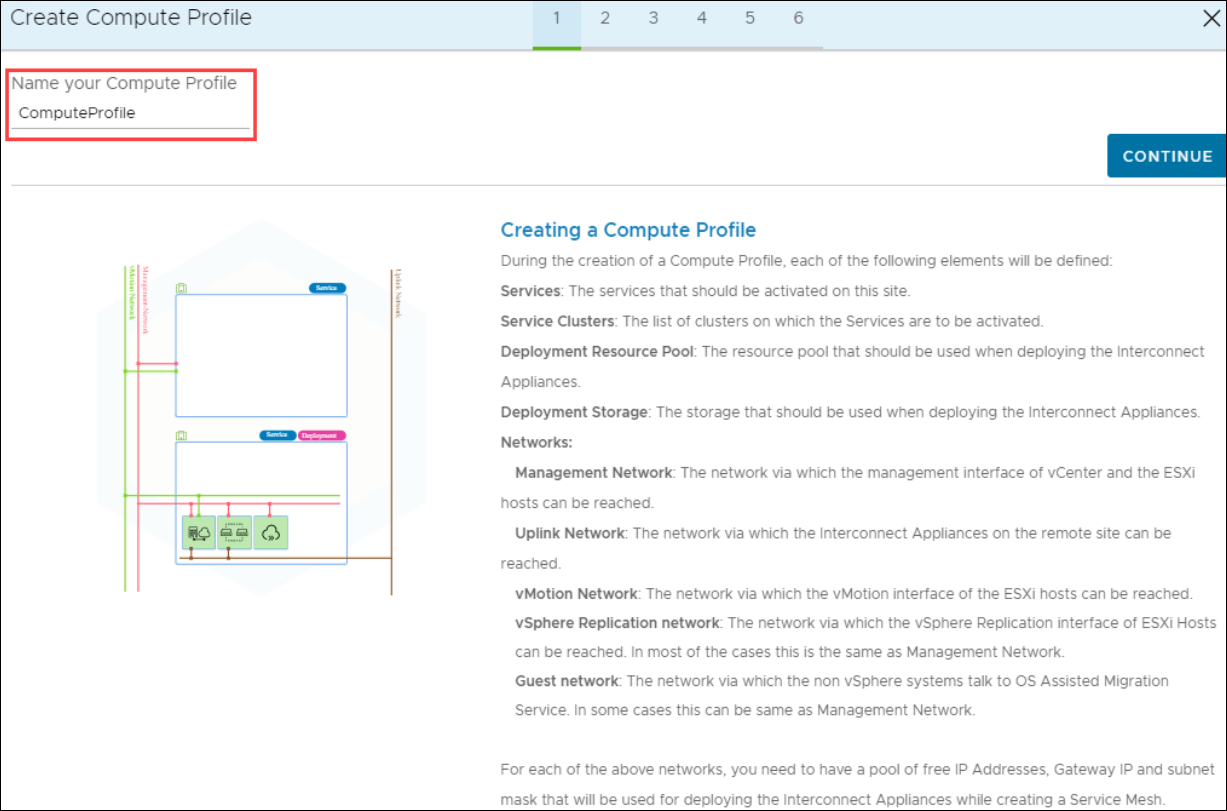 Create Compute Profile
1 2 3 4 5 6
Name your Compute Profile
ComputeProfile
CONTINUE
vMotion Network
Management-Network
Uplink Network
Service
Service Deployment
Creating a Compute Profile
During the creation of a Compute Profile, each of the following elements will be defined:
Services: The services that should be activated on this site.
Service Clusters: The list of clusters on which the Services are to be activated.
Deployment Resource Pool: The resource pool that should be used when deploying the Interconnect
Appliances.
Deployment Storage: The storage that should be used when deploying the Interconnect Appliances.
Networks:
Management Network: The network via which the management interface of vCenter and the ESXi
hosts can be reached.
Uplink Network: The network via which the Interconnect Appliances on the remote site can be
reached.
vMotion Network: The network via which the vMotion interface of the ESXi hosts can be reached.
vSphere Replication network: The network via which the vSphere Replication interface of ESXi Hosts
can be reached. In most of the cases this is the same as Management Network.
Guest network: The network via which the non vSphere systems talk to OS Assisted Migration
Service. In some cases this can be same as Management Network.
For each of the above networks, you need to have a pool of free IP Addresses, Gateway IP and subnet
mask that will be used for deploying the Interconnect Appliances while creating a Service Mesh.